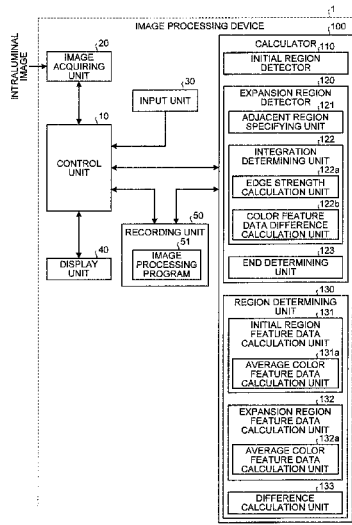 1
IMAGE PROCESSING DEVICE
100
INTRALUMINAL
IMAGE
20
IMAGE
ACQUIRING
UNIT
30
INPUT UNIT
10
CONTROL
UNIT
50
RECORDING UNIT
51
IMAGE
PROCESSING
PROGRAM
40
DISPLAY
UNIT
CALCULATOR
110
INITIAL REGION
DETECTOR
120
EXPANSION REGION
DETECTOR
121
ADJACENT REGION
SPECIFYING UNIT
122
INTEGRATION
DETERMINING UNIT
122a
EDGE STRENGTH
CALCULATION UNIT
122b
COLOR FEATURE
DATA DIFFERENCE
CALCULATION UNIT
123
END DETERMINING
UNIT
130
REGION DETERMINING
UNIT
131
INITIAL REGION
FEATURE DATA
CALCULATION UNIT
131a
AVERAGE COLOR
FEATURE DATA
CALCULATION UNIT
132
EXPANSION REGION
FEATURE DATA
CALCULATION UNIT
132a
AVERAGE COLOR
FEATURE DATA
CALCULATION UNIT
133
DIFFERENCE
CALCULATION UNIT